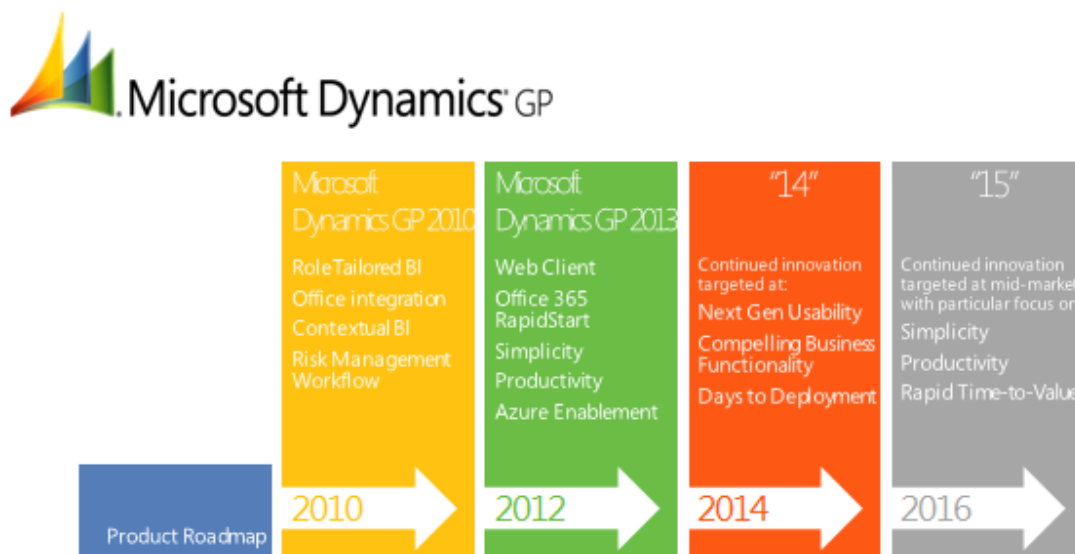 Microsoft Dynamics® GP
Microsoft
Dynamics GP 2010
Role Tailored BI
Office integration
Contextual BI
Risk Management
Workflow
2010
Microsoft
Dynamics GP 2013
Web Client
Office 365
RapidStart
Simplicity
Productivity
Azure Enablement
2012
"14"
Continued innovation
targeted at:
Next Gen Usability
Compelling Business
Functionality
Days to Deployment
2014
"15"
Continued innovation
targeted at mid-market
with particular focus on
Simplicity
Productivity
Rapid Time-to-Value
2016
Product Roadmap